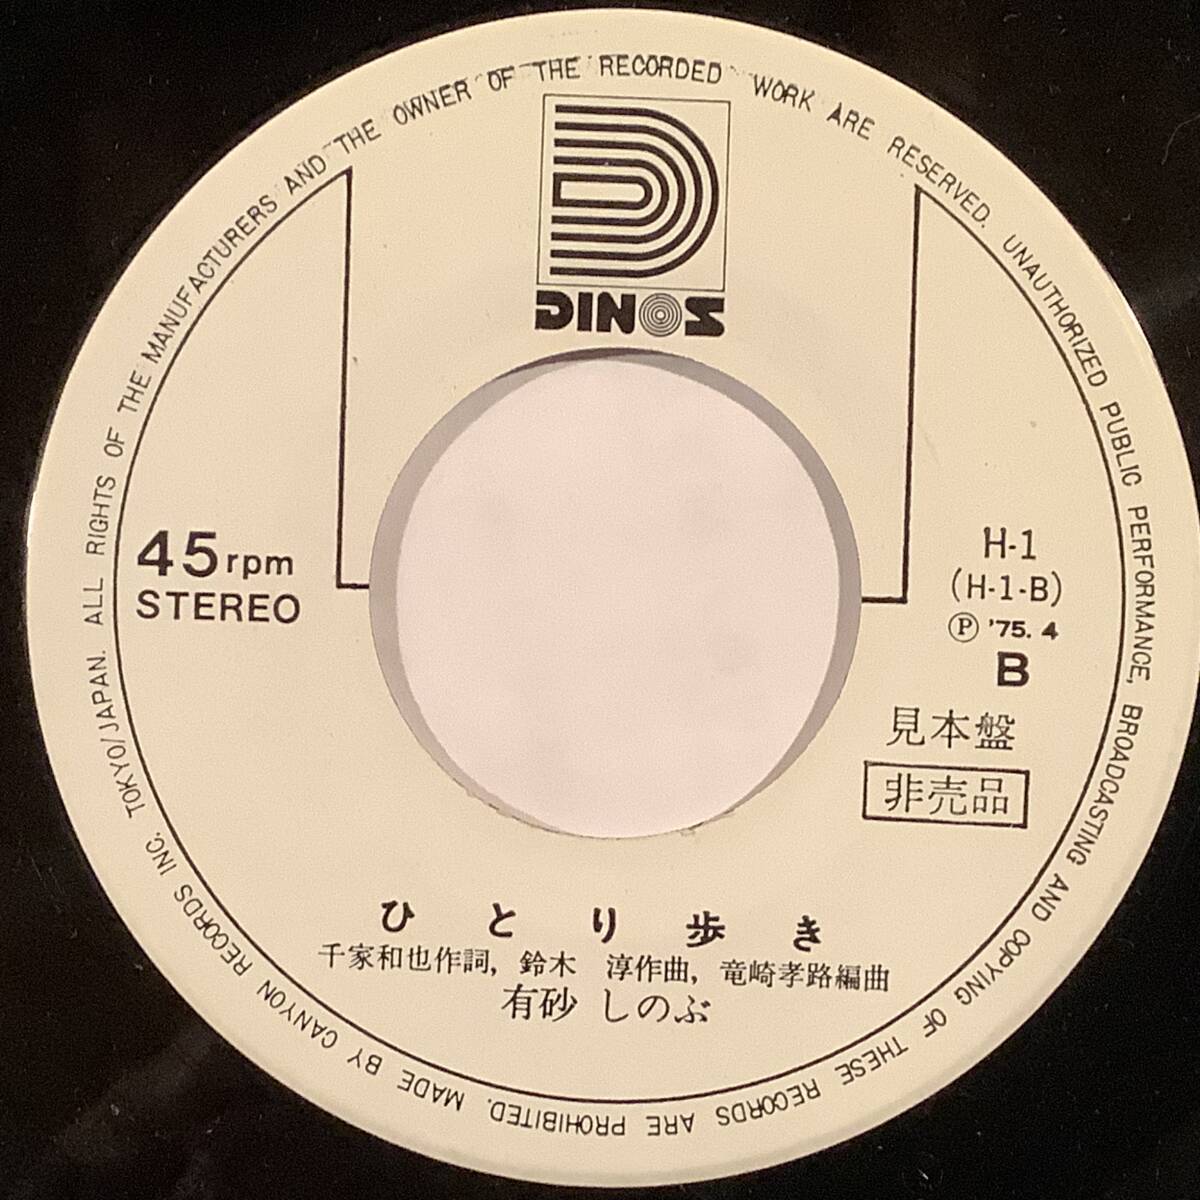 ALL RIGHTS OF THE MANUFACTURERS AND THE OWNER OF THE RECORDED WORK ARE RESERVED. UNAUTHORIZED PUBLIC PERFORMANCE, BROADCASTING AND COPYING OF THESE RECORDS ARE PROHIBITED. MADE BY CANYON RECORDS INC. TOKYO/JAPAN.
DINOS
45rpm
STEREO
H-1
(H-1-B)
Ⓟ '75. 4
B
見本盤
非売品
ひとり歩き
千家和也作詞, 鈴木 淳作曲, 竜崎孝路編曲
有砂 しのぶ